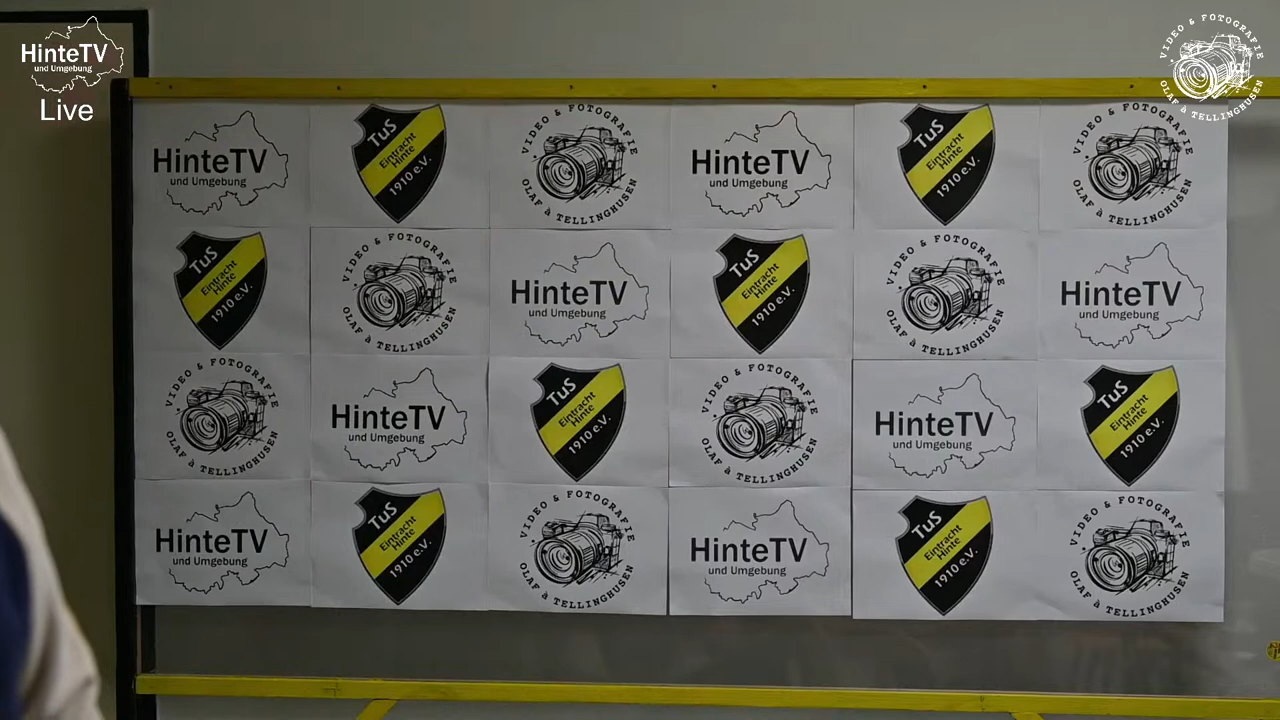 HinteTV
und Umgebung
Live
VIDEO & FOTOGRAFIE
OLAF à TELLINGHUSEN
HinteTV
und Umgebung
TuS
Eintracht
Hinte
1910 e.V.
VIDEO & FOTOGRAFIE
OLAF à TELLINGHUSEN
HinteTV
und Umgebung
TuS
Eintracht
Hinte
1910 e.V.
VIDEO & FOTOGRAFIE
OLAF à TELLINGHUSEN
TuS
Eintracht
Hinte
1910 e.V.
VIDEO & FOTOGRAFIE
OLAF à TELLINGHUSEN
HinteTV
und Umgebung
TuS
Eintracht
Hinte
1910 e.V.
VIDEO & FOTOGRAFIE
OLAF à TELLINGHUSEN
HinteTV
und Umgebung
VIDEO & FOTOGRAFIE
OLAF à TELLINGHUSEN
HinteTV
und Umgebung
TuS
Eintracht
Hinte
1910 e.V.
VIDEO & FOTOGRAFIE
OLAF à TELLINGHUSEN
HinteTV
und Umgebung
TuS
Eintracht
Hinte
1910 e.V.
HinteTV
und Umgebung
TuS
Eintracht
Hinte
1910 e.V.
VIDEO & FOTOGRAFIE
OLAF à TELLINGHUSEN
HinteTV
und Umgebung
TuS
Eintracht
Hinte
1910 e.V.
VIDEO & FOTOGRAFIE
OLAF à TELLINGHUSEN